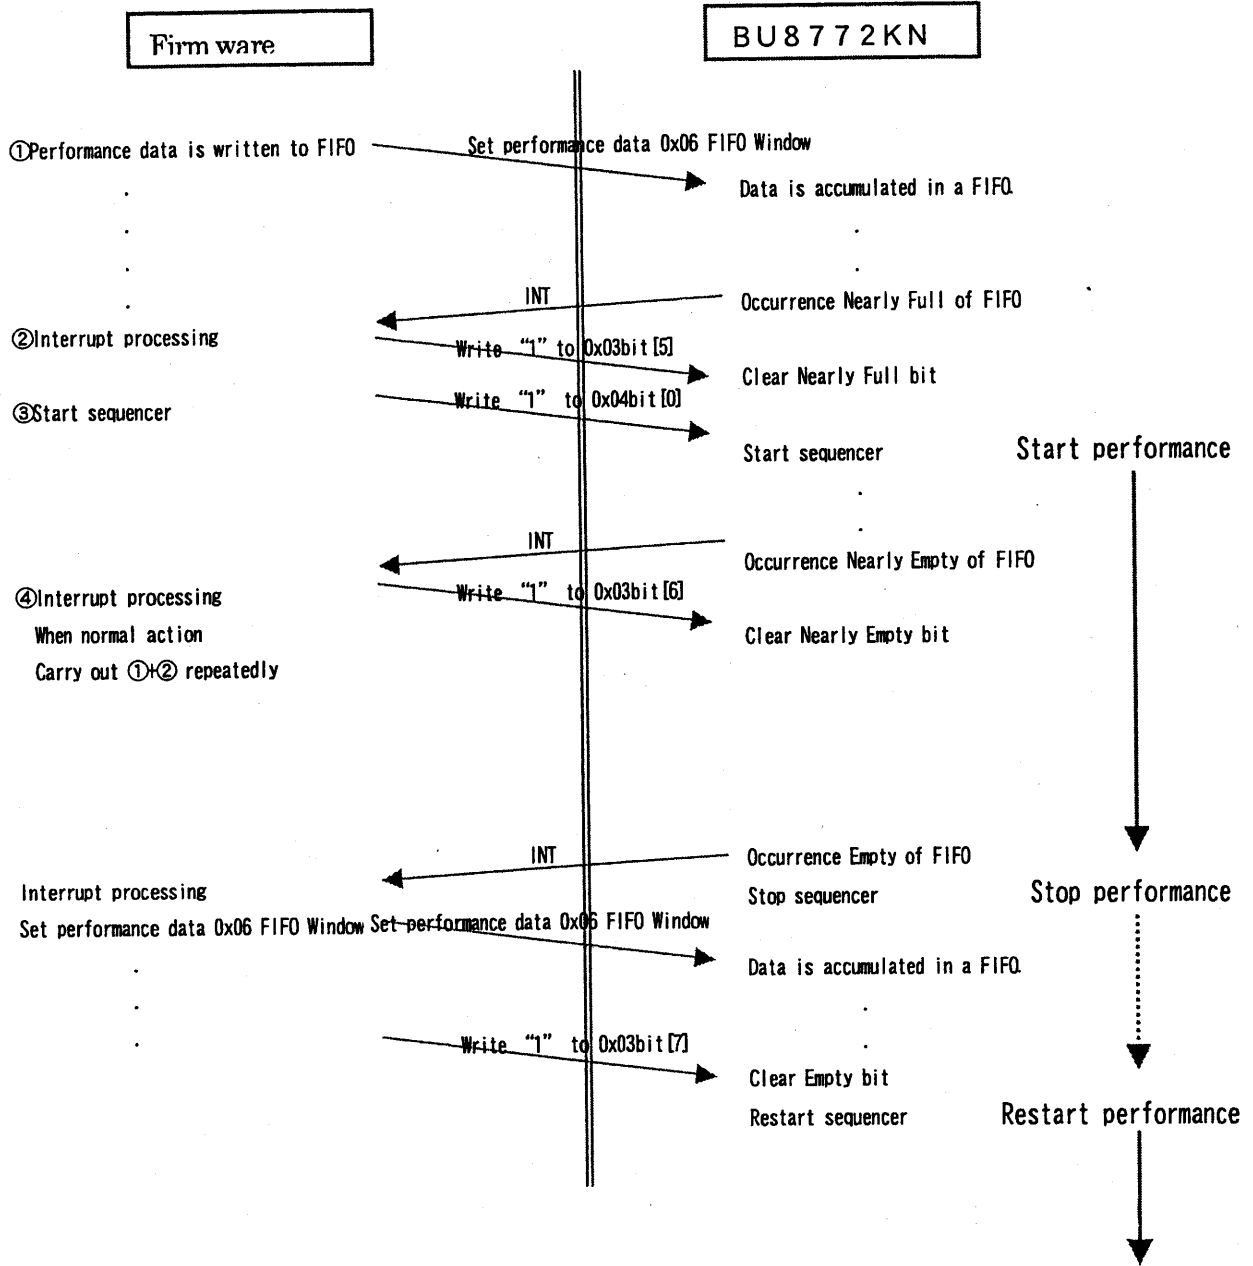 Firm ware
BU8772KN
①Performance data is written to FIFO
Set performance data 0x06 FIFO Window
Data is accumulated in a FIFO.
INT
Occurrence Nearly Full of FIFO
②Interrupt processing
Write “1” to 0x03bit[5]
Clear Nearly Full bit
③Start sequencer
Write “1” to 0x04bit[0]
Start sequencer
Start performance
INT
Occurrence Nearly Empty of FIFO
④Interrupt processing
Write “1” to 0x03bit[6]
When normal action
Clear Nearly Empty bit
Carry out ①+② repeatedly
INT
Occurrence Empty of FIFO
Interrupt processing
Stop sequencer
Stop performance
Set performance data 0x06 FIFO Window
Set performance data 0x06 FIFO Window
Data is accumulated in a FIFO.
Write “1” to 0x03bit[7]
Clear Empty bit
Restart sequencer
Restart performance